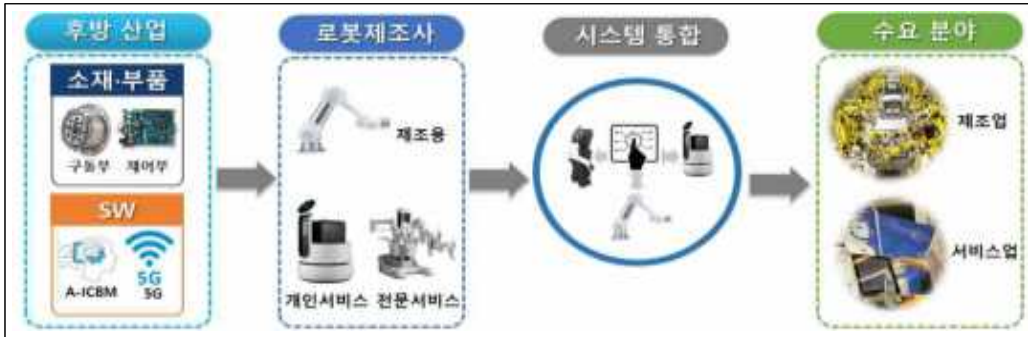 후방 산업
로봇제조사
시스템 통합
수요 분야
소재·부품
구동부 제어부
SW
5G
A-ICBM 5G
제조용
개인서비스 전문서비스
제조업
서비스업